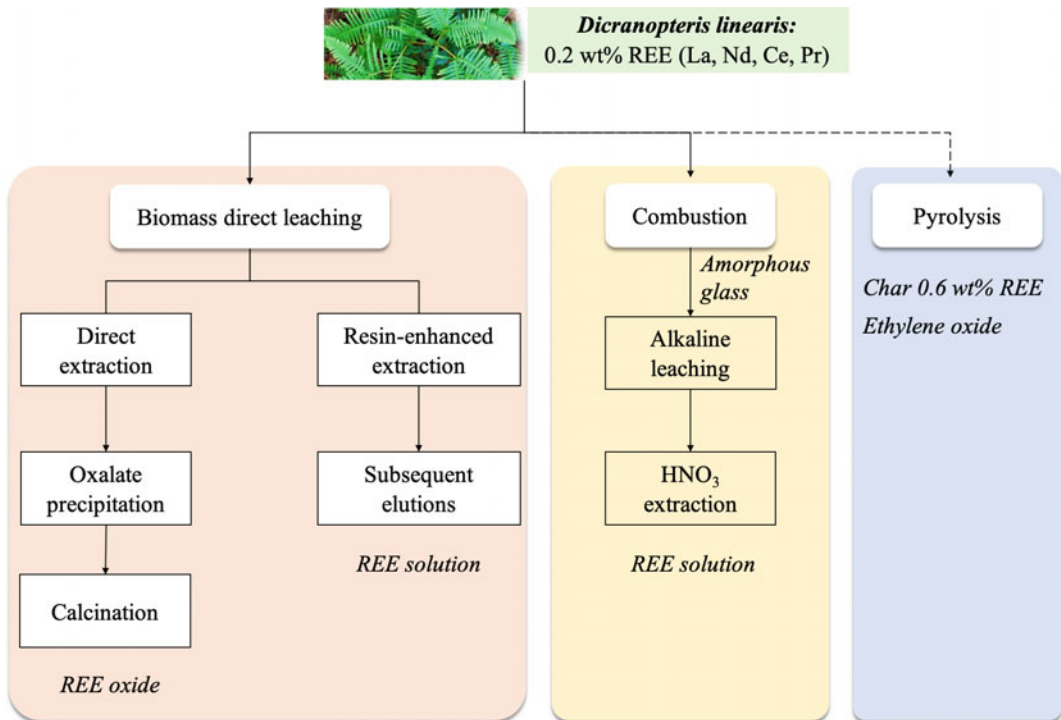 Dicranopteris linearis:
0.2 wt% REE (La, Nd, Ce, Pr)
Biomass direct leaching
Direct
extraction
Oxalate
precipitation
Calcination
REE oxide
Resin-enhanced
extraction
Subsequent
elutions
REE solution
Combustion
Amorphous
glass
Alkaline
leaching
HNO₃
extraction
REE solution
Pyrolysis
Char 0.6 wt% REE
Ethylene oxide